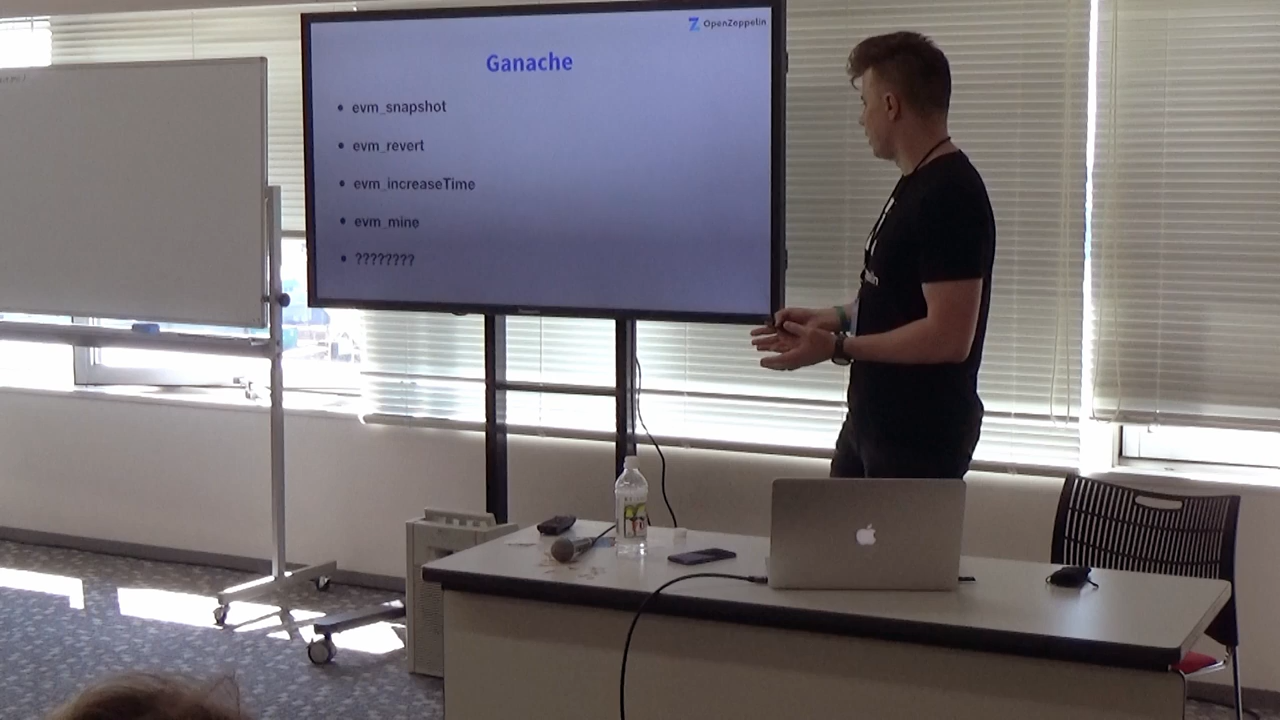 OpenZeppelin
Ganache
• evm_snapshot
• evm_revert
• evm_increaseTime
• evm_mine
• ????????